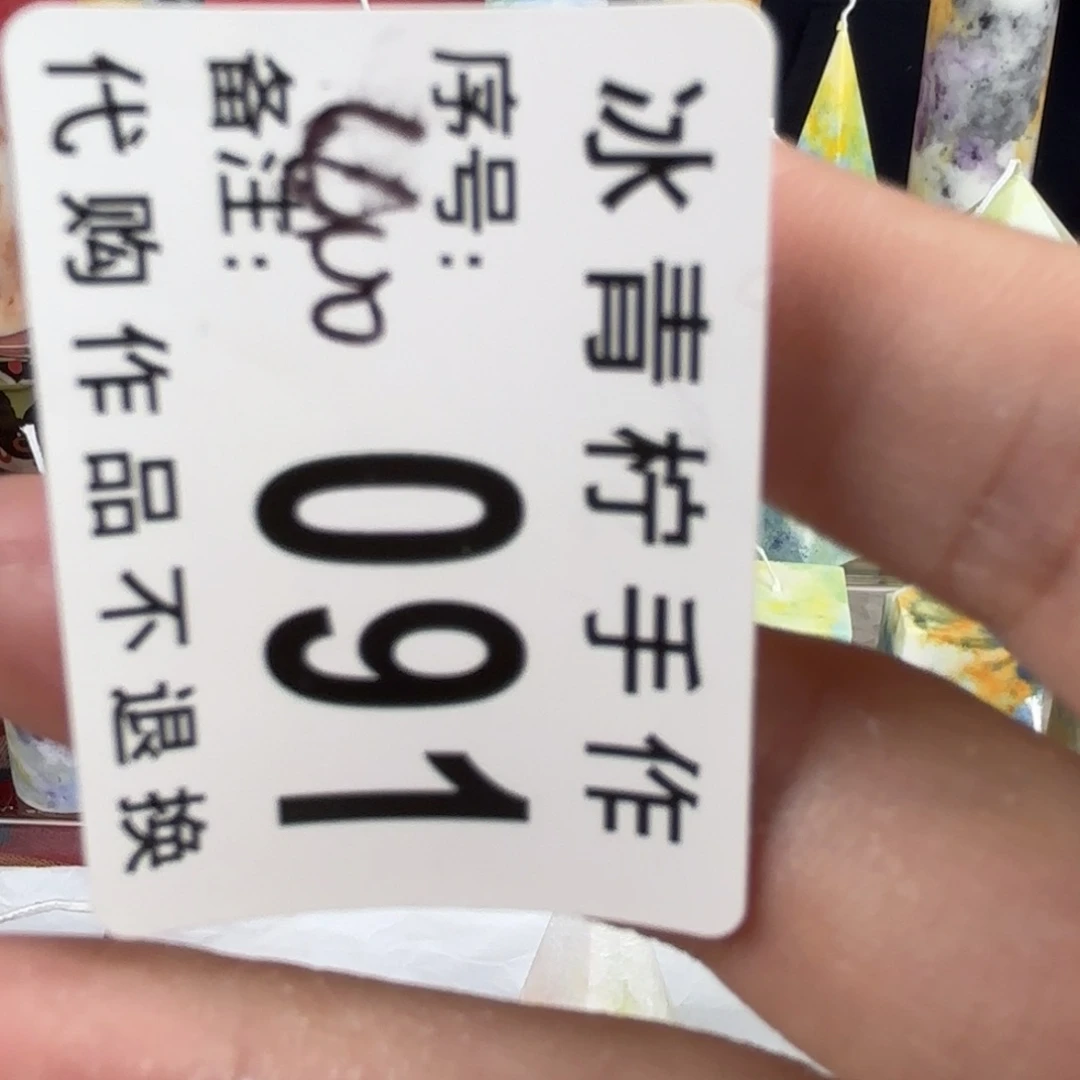 冰青柠手作
序号: 091
备注:
代购作品不退换